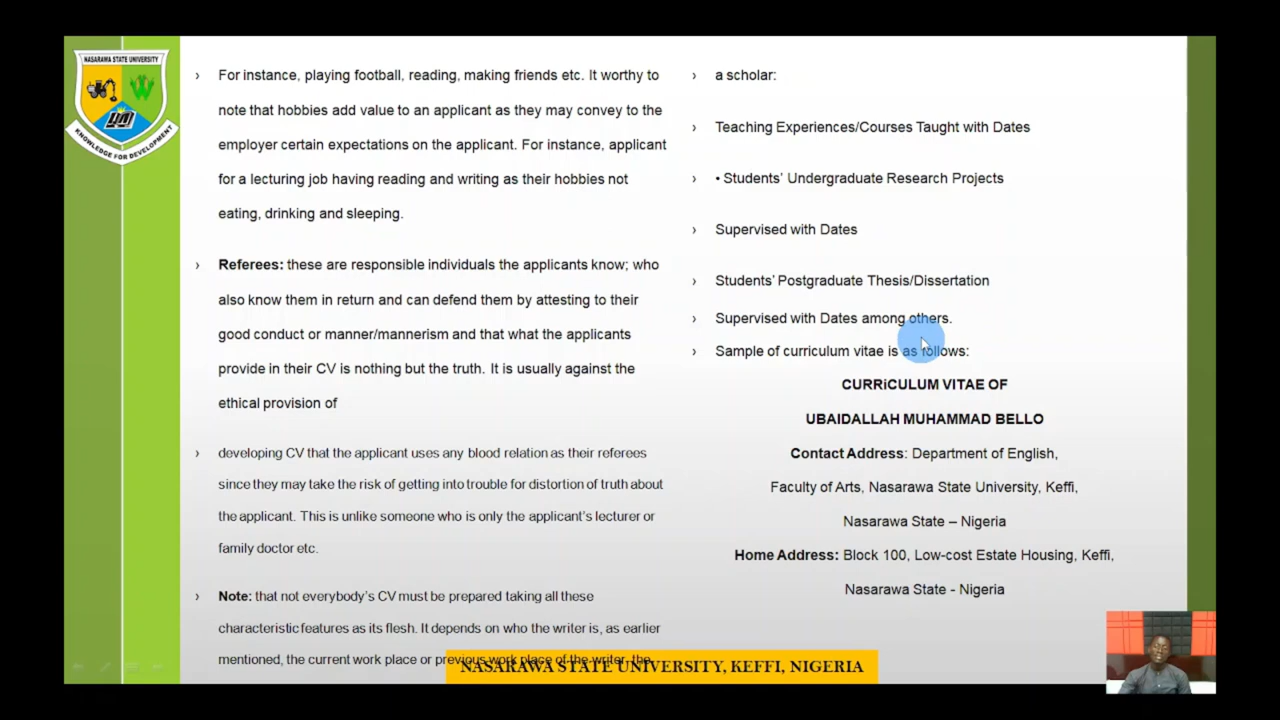 NASARAWA STATE UNIVERSITY
KNOWLEDGE FOR DEVELOPMENT
› For instance, playing football, reading, making friends etc. It worthy to
note that hobbies add value to an applicant as they may convey to the
employer certain expectations on the applicant. For instance, applicant
for a lecturing job having reading and writing as their hobbies not
eating, drinking and sleeping.
› Referees: these are responsible individuals the applicants know; who
also know them in return and can defend them by attesting to their
good conduct or manner/mannerism and that what the applicants
provide in their CV is nothing but the truth. It is usually against the
ethical provision of
› developing CV that the applicant uses any blood relation as their referees
since they may take the risk of getting into trouble for distortion of truth about
the applicant. This is unlike someone who is only the applicant's lecturer or
family doctor etc.
› Note: that not everybody's CV must be prepared taking all these
characteristic features as its flesh. It depends on who the writer is, as earlier
mentioned, the current work place or previous work place of the writer, the
› a scholar:
› Teaching Experiences/Courses Taught with Dates
› • Students' Undergraduate Research Projects
› Supervised with Dates
› Students' Postgraduate Thesis/Dissertation
› Supervised with Dates among others.
› Sample of curriculum vitae is as follows:
CURRiCULUM VITAE OF
UBAIDALLAH MUHAMMAD BELLO
Contact Address: Department of English,
Faculty of Arts, Nasarawa State University, Keffi,
Nasarawa State – Nigeria
Home Address: Block 100, Low-cost Estate Housing, Keffi,
Nasarawa State - Nigeria
NASARAWA STATE UNIVERSITY, KEFFI, NIGERIA